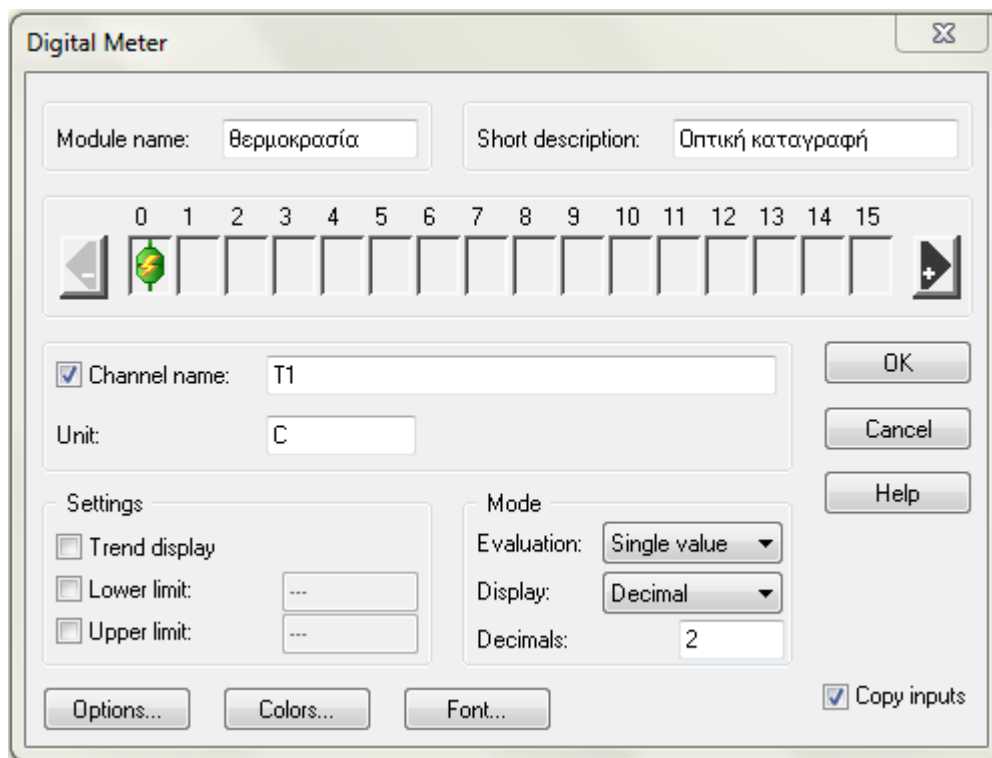 Digital Meter
Module name: θερμοκρασία Short description: Οπτική καταγραφή
0 1 2 3 4 5 6 7 8 9 10 11 12 13 14 15
- +
Channel name: T1
OK
Unit: C
Cancel
Help
Settings
Trend display
Lower limit: ---
Upper limit: ---
Mode
Evaluation: Single value
Display: Decimal
Decimals: 2
Options... Colors... Font...
Copy inputs